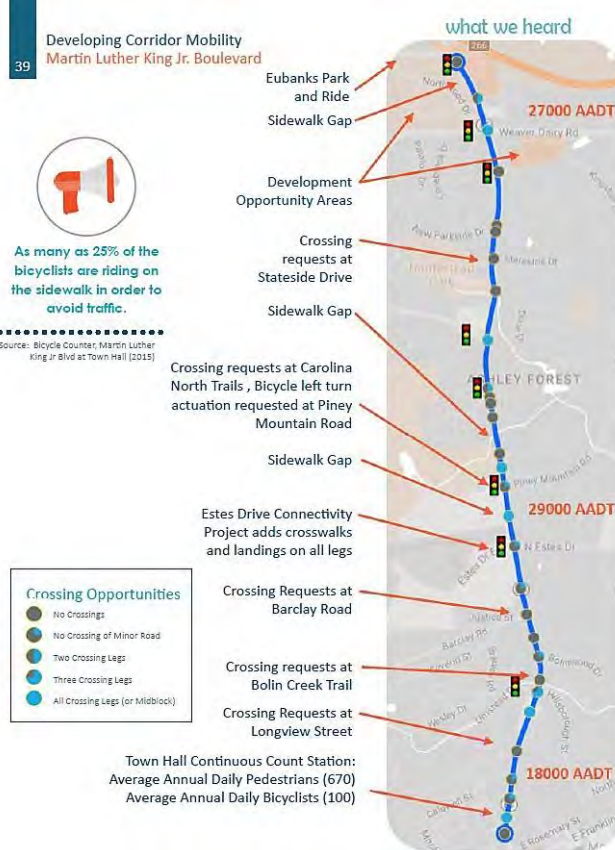 39
Developing Corridor Mobility
Martin Luther King Jr. Boulevard
what we heard
266
Eubanks Park
and Ride
Sidewalk Gap
27000 AADT
Weaver Dairy Rd
Development
Opportunity Areas
As many as 25% of the
bicyclists are riding on
the sidewalk in order to
avoid traffic.
Source: Bicycle Counter, Martin Luther
King Jr Blvd at Town Hall (2015)
New Parkside Dr
Crossing
requests at
Stateside Drive
Homestead
Park
Sidewalk Gap
ASHLEY FOREST
Crossing requests at Carolina
North Trails , Bicycle left turn
actuation requested at Piney
Mountain Road
Piney Mountain Rd
Sidewalk Gap
29000 AADT
Estes Drive Connectivity
Project adds crosswalks
and landings on all legs
N Estes Dr
Estes Dr
Crossing Opportunities
No Crossings
No Crossing of Minor Road
Two Crossing Legs
Three Crossing Legs
All Crossing Legs (or Midblock)
Crossing Requests at
Barclay Road
Justice St
Barclay Rd
Crossing requests at
Bolin Creek Trail
Hillsborough St
Crossing Requests at
Longview Street
Town Hall Continuous Count Station:
Average Annual Daily Pedestrians (670)
Average Annual Daily Bicyclists (100)
18000 AADT
E Rosemary St
E Franklin